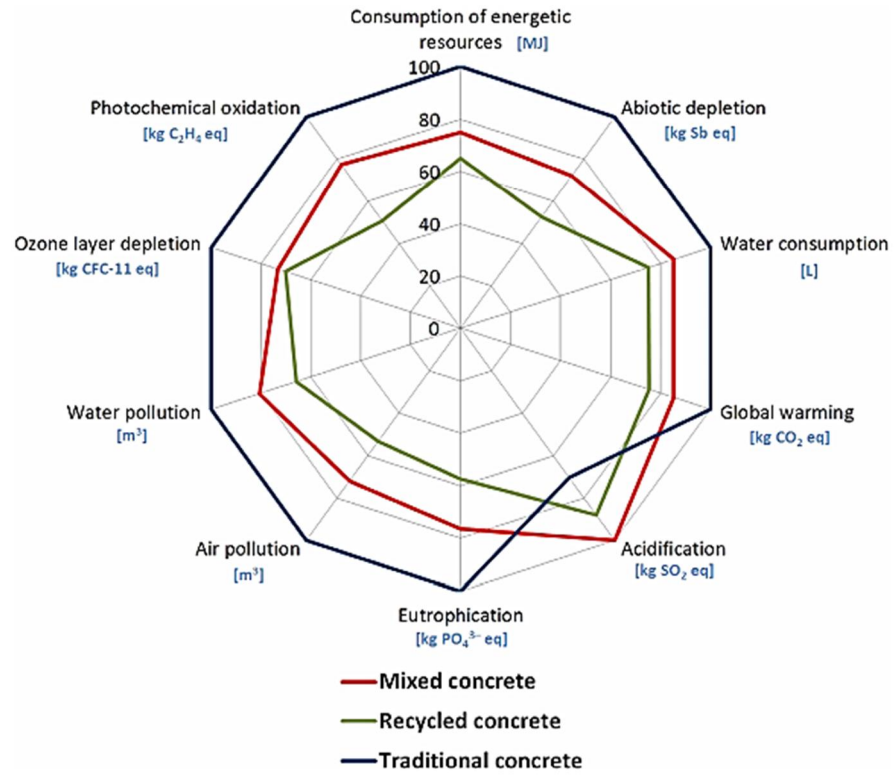 Consumption of energetic
resources [MJ]
100
Photochemical oxidation
[kg C₂H₄ eq]
Abiotic depletion
[kg Sb eq]
80
60
40
20
0
Ozone layer depletion
[kg CFC-11 eq]
Water consumption
[L]
Water pollution
[m³]
Global warming
[kg CO₂ eq]
Air pollution
[m³]
Acidification
[kg SO₂ eq]
Eutrophication
[kg PO₄³⁻ eq]
Mixed concrete
Recycled concrete
Traditional concrete